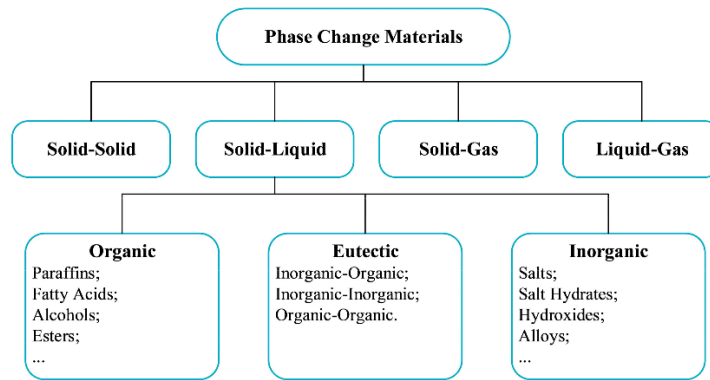 Phase Change Materials
Solid-Solid
Solid-Liquid
Solid-Gas
Liquid-Gas
Organic
Paraffins;
Fatty Acids;
Alcohols;
Esters;
...
Eutectic
Inorganic-Organic;
Inorganic-Inorganic;
Organic-Organic.
Inorganic
Salts;
Salt Hydrates;
Hydroxides;
Alloys;
...